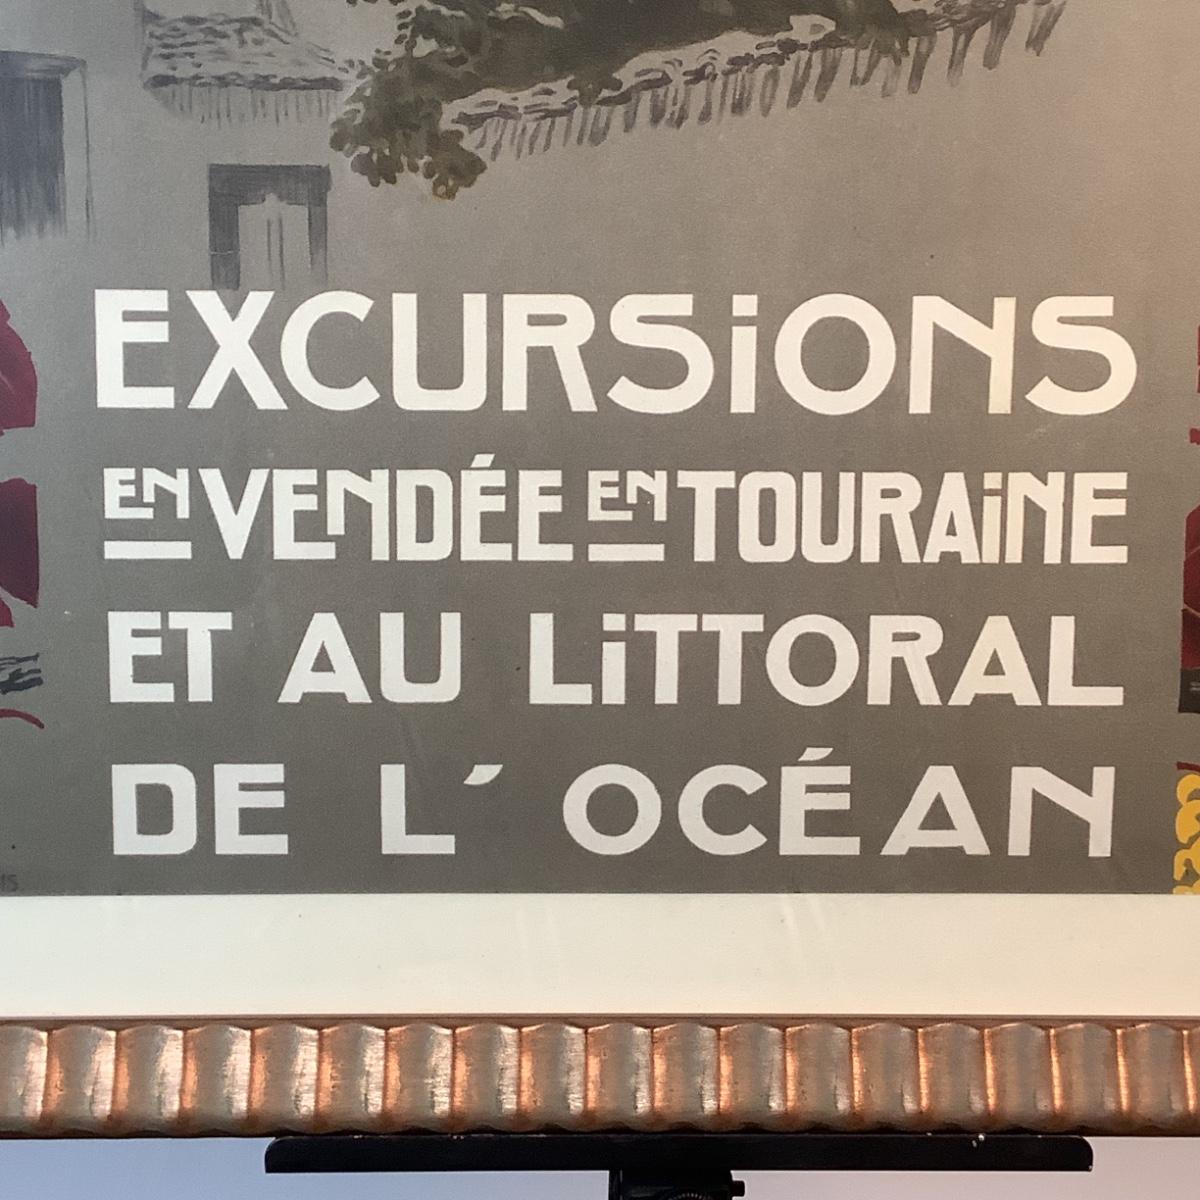 EXCURSiONS
EN VENDÉE EN TOURAiNE
ET AU LiTTORAL
DE L' OCÉAN